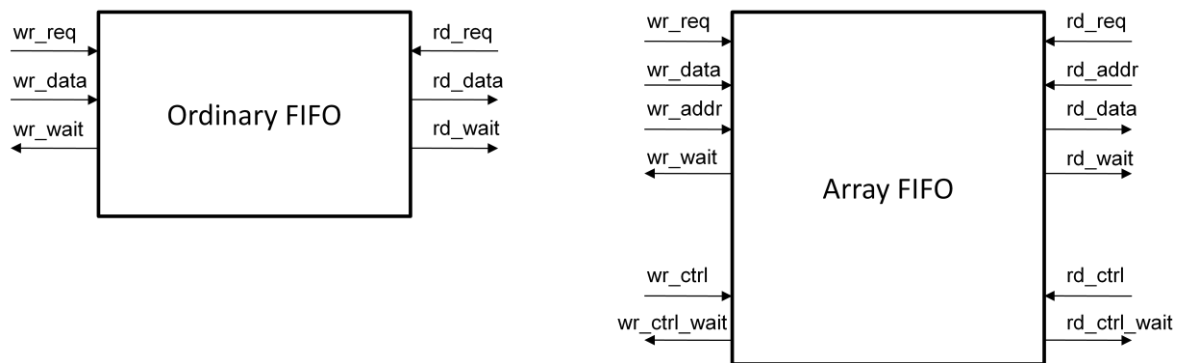 wr_req
wr_data
wr_wait
Ordinary FIFO
rd_req
rd_data
rd_wait
wr_req
wr_data
wr_addr
wr_wait
wr_ctrl
wr_ctrl_wait
Array FIFO
rd_req
rd_addr
rd_data
rd_wait
rd_ctrl
rd_ctrl_wait